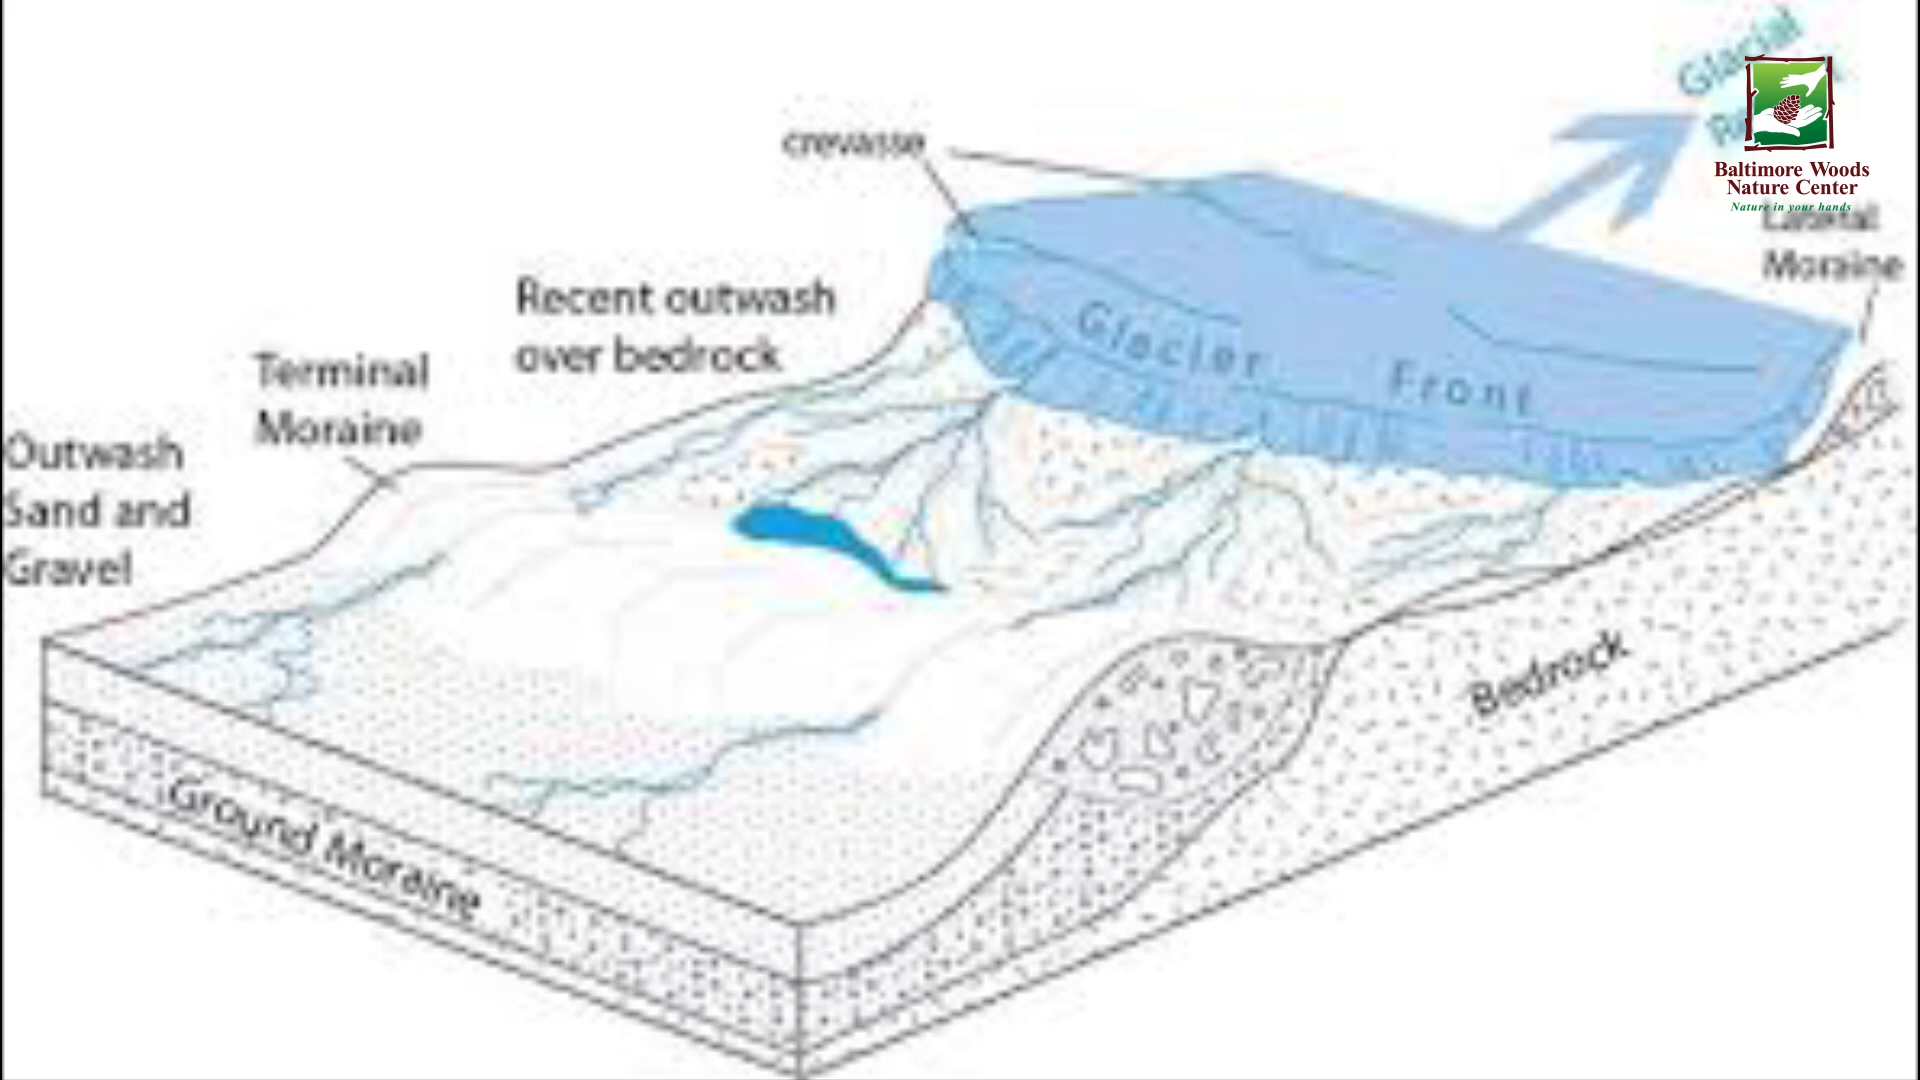 Glacial
crevasse
Baltimore Woods
Nature Center
Nature in your hands
Moraine
Recent outwash
over bedrock
Glacier Front
Terminal
Moraine
Outwash
Sand and
Gravel
Bedrock
Ground Moraine